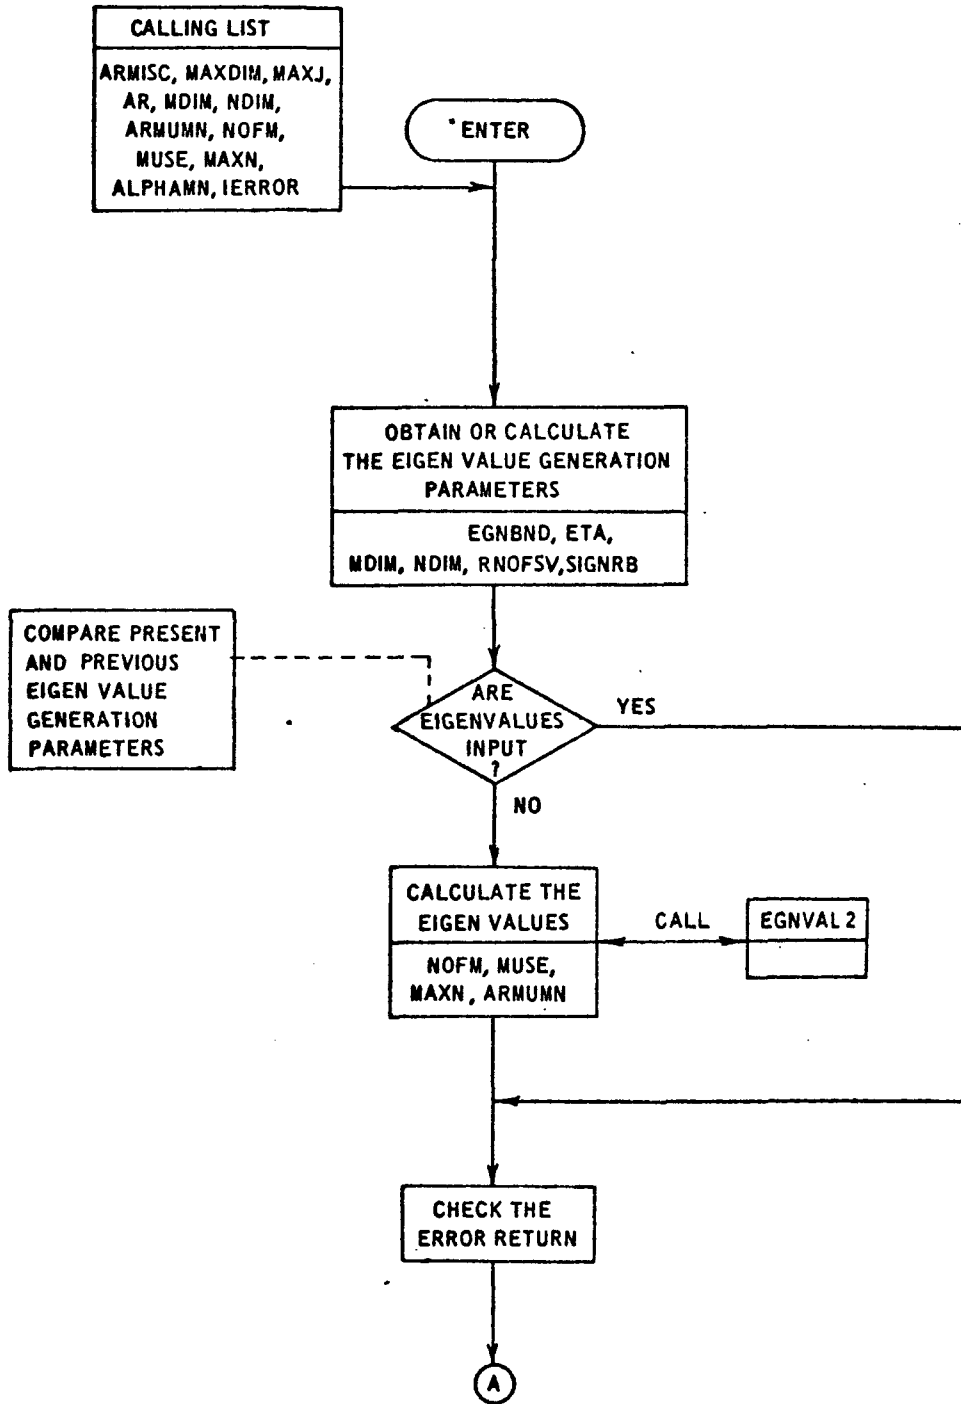 CALLING LIST
ARMISC, MAXDIM, MAXJ,
AR, MDIM, NDIM,
ARMUMN, NOFM,
MUSE, MAXN,
ALPHAMN, IERROR
ENTER
OBTAIN OR CALCULATE
THE EIGEN VALUE GENERATION
PARAMETERS
EGNBND, ETA,
MDIM, NDIM, RNOFSV, SIGNRB
COMPARE PRESENT
AND PREVIOUS
EIGEN VALUE
GENERATION
PARAMETERS
ARE
EIGENVALUES
INPUT
?
YES
NO
CALCULATE THE
EIGEN VALUES
NOFM, MUSE,
MAXN, ARMUMN
CALL
EGNVAL 2
CHECK THE
ERROR RETURN
A